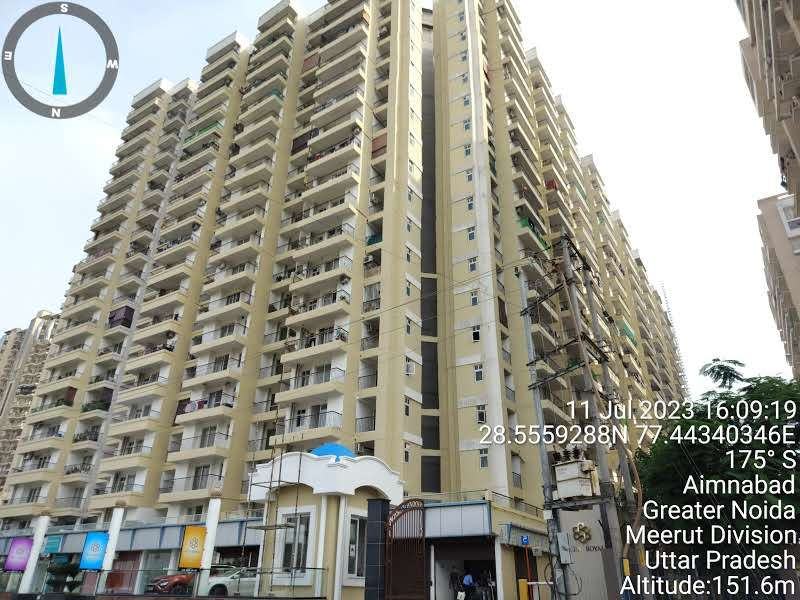 S
E
W
N
11 Jul 2023 16:09:19
28.5559288N 77.44340346E
175° S
Aimnabad
Greater Noida
Meerut Division
Uttar Pradesh
Altitude:151.6m
ROYAL